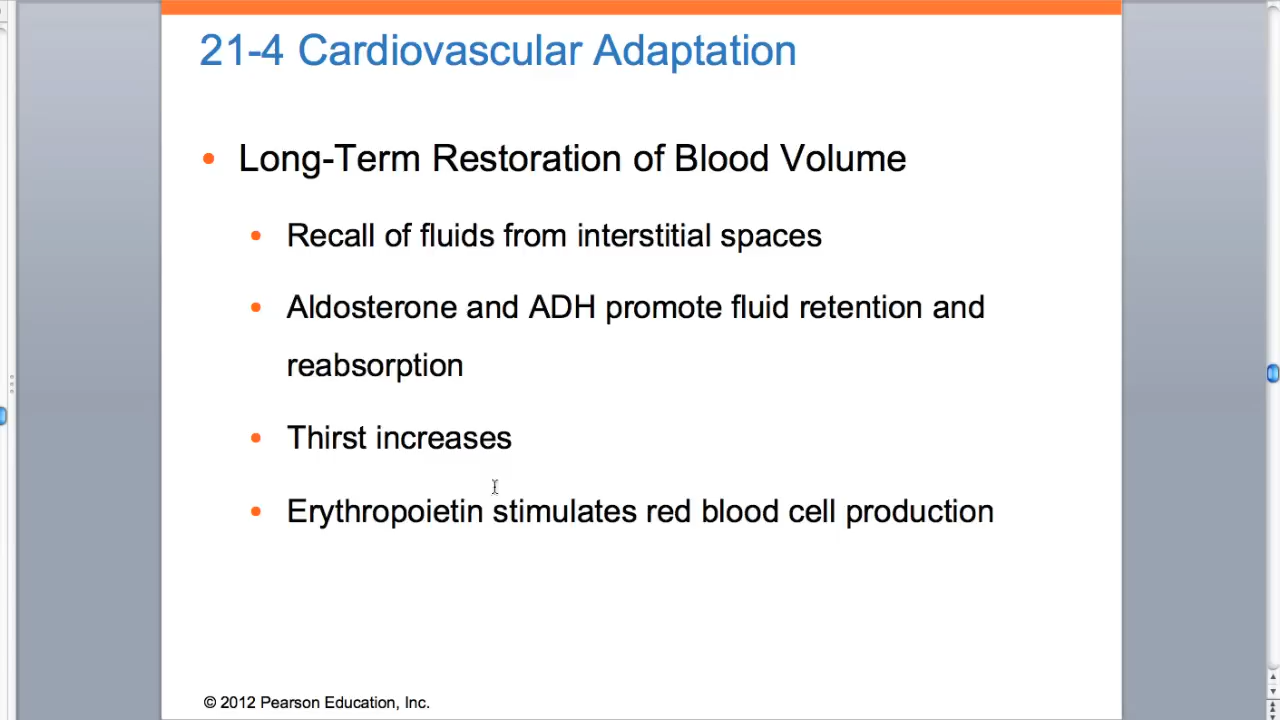 21-4 Cardiovascular Adaptation
• Long-Term Restoration of Blood Volume
• Recall of fluids from interstitial spaces
• Aldosterone and ADH promote fluid retention and
reabsorption
• Thirst increases
• Erythropoietin stimulates red blood cell production
© 2012 Pearson Education, Inc.